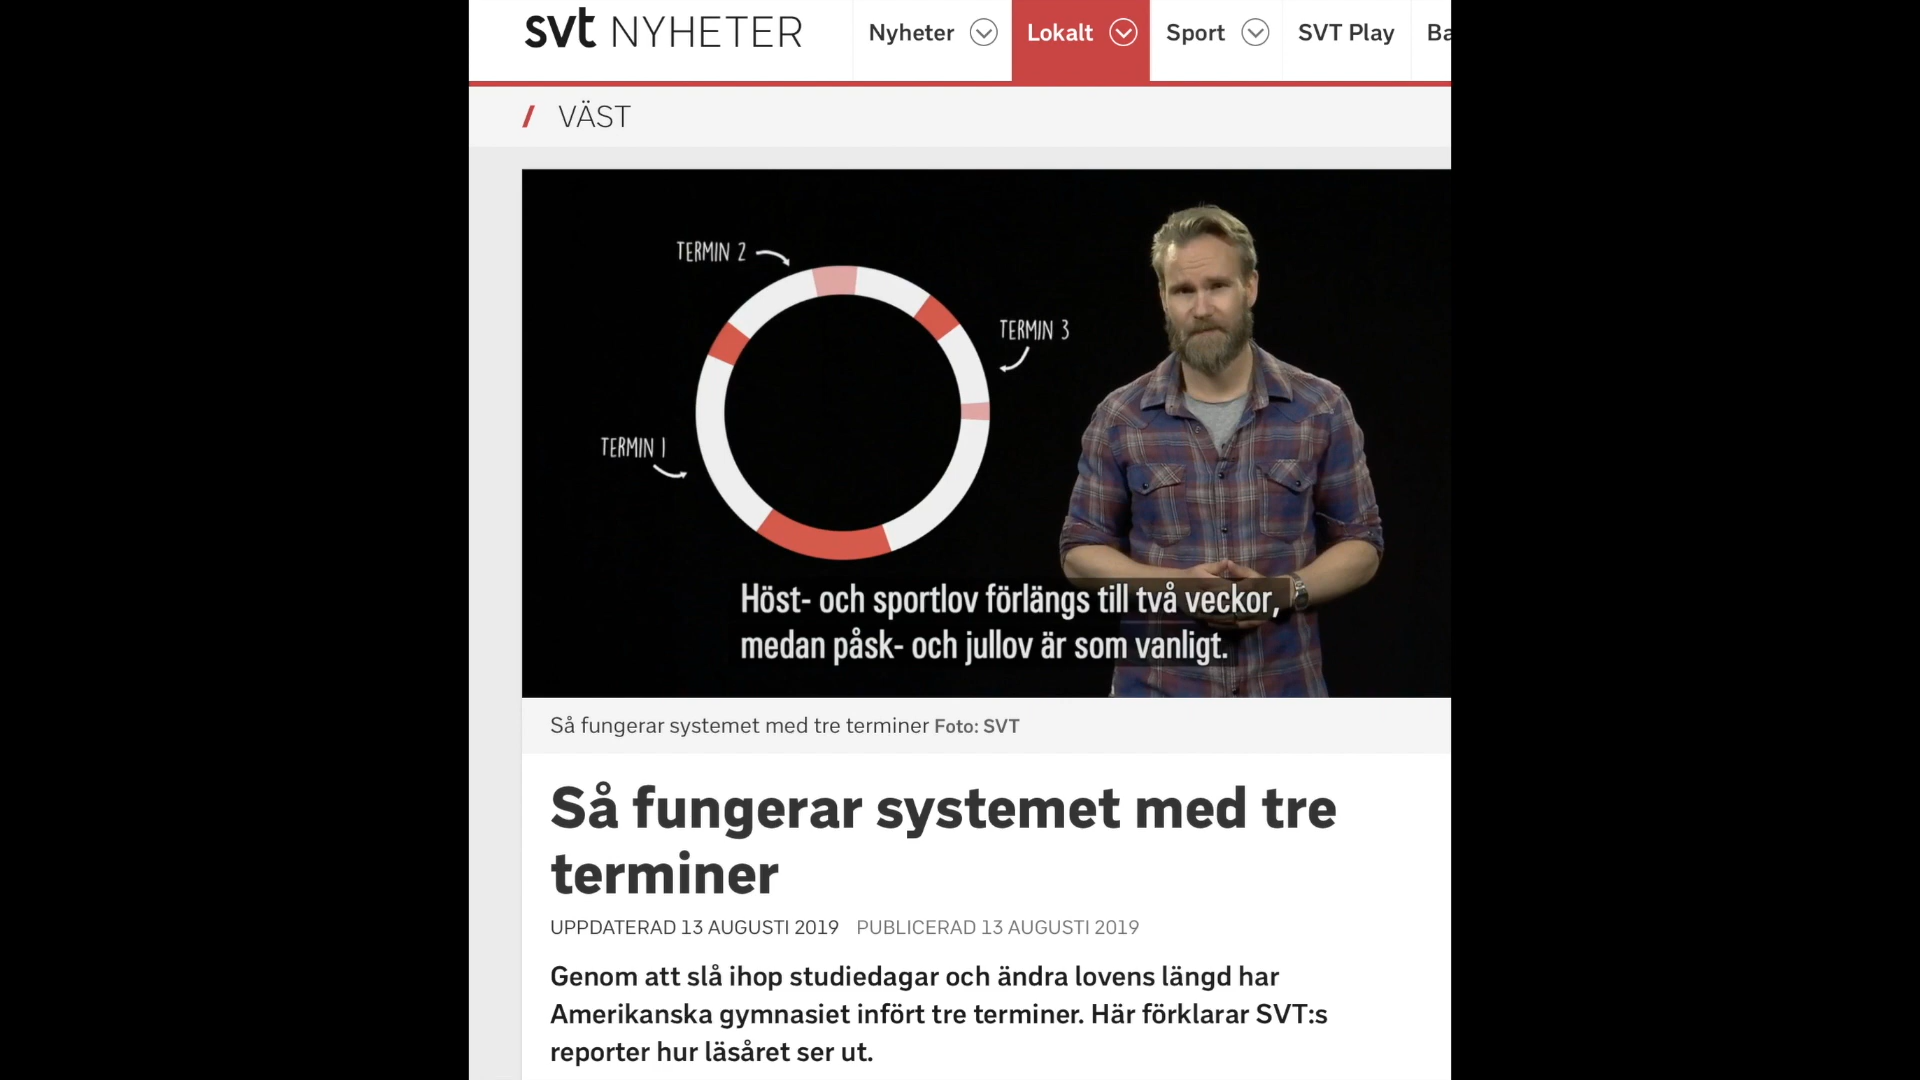 svt NYHETER
Nyheter
Lokalt
Sport
SVT Play
/ VÄST
TERMIN 2
TERMIN 3
TERMIN 1
Höst- och sportlov förlängs till två veckor,
medan påsk- och jullov är som vanligt.
Så fungerar systemet med tre terminer Foto: SVT
Så fungerar systemet med tre
terminer
UPPDATERAD 13 AUGUSTI 2019 PUBLICERAD 13 AUGUSTI 2019
Genom att slå ihop studiedagar och ändra lovens längd har
Amerikanska gymnasiet infört tre terminer. Här förklarar SVT:s
reporter hur läsåret ser ut.